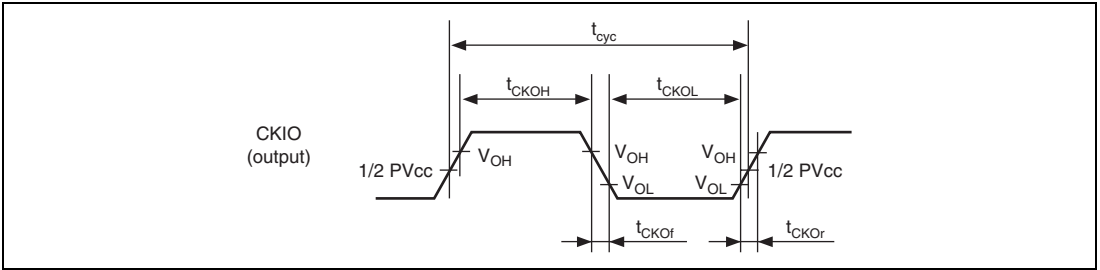 tcyc
tCKOH
tCKOL
CKIO
(output)
1/2 PVcc
VOH
VOH
VOL
VOH
VOL
1/2 PVcc
tCKOf
tCKOr